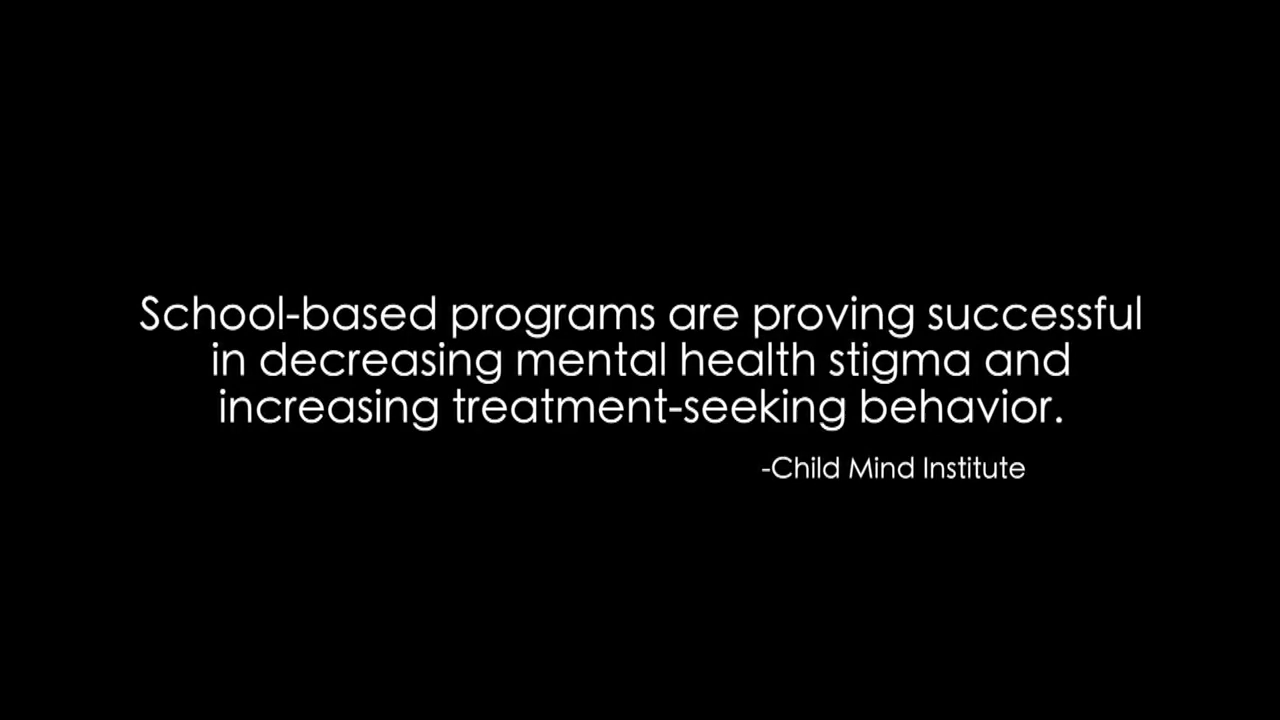 School-based programs are proving successful
in decreasing mental health stigma and
increasing treatment-seeking behavior.
-Child Mind Institute